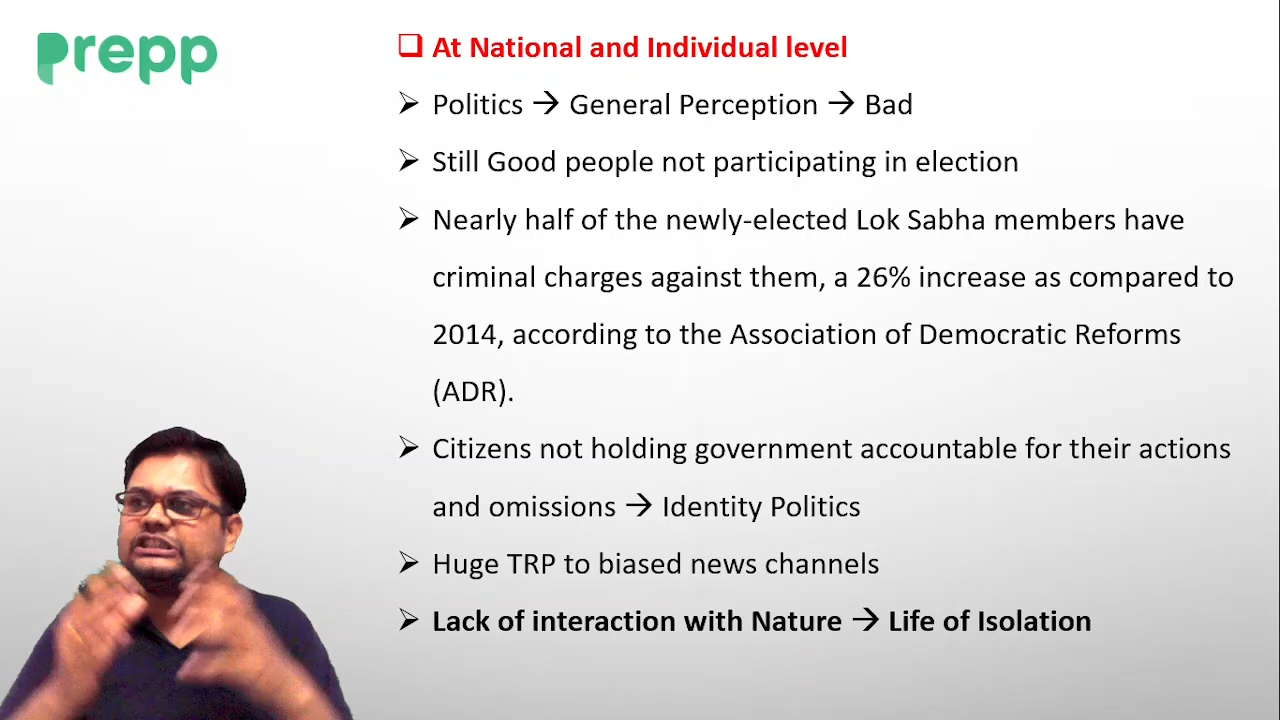 prepp
❑ At National and Individual level
➢ Politics → General Perception → Bad
➢ Still Good people not participating in election
➢ Nearly half of the newly-elected Lok Sabha members have
criminal charges against them, a 26% increase as compared to
2014, according to the Association of Democratic Reforms
(ADR).
➢ Citizens not holding government accountable for their actions
and omissions → Identity Politics
➢ Huge TRP to biased news channels
➢ Lack of interaction with Nature → Life of Isolation